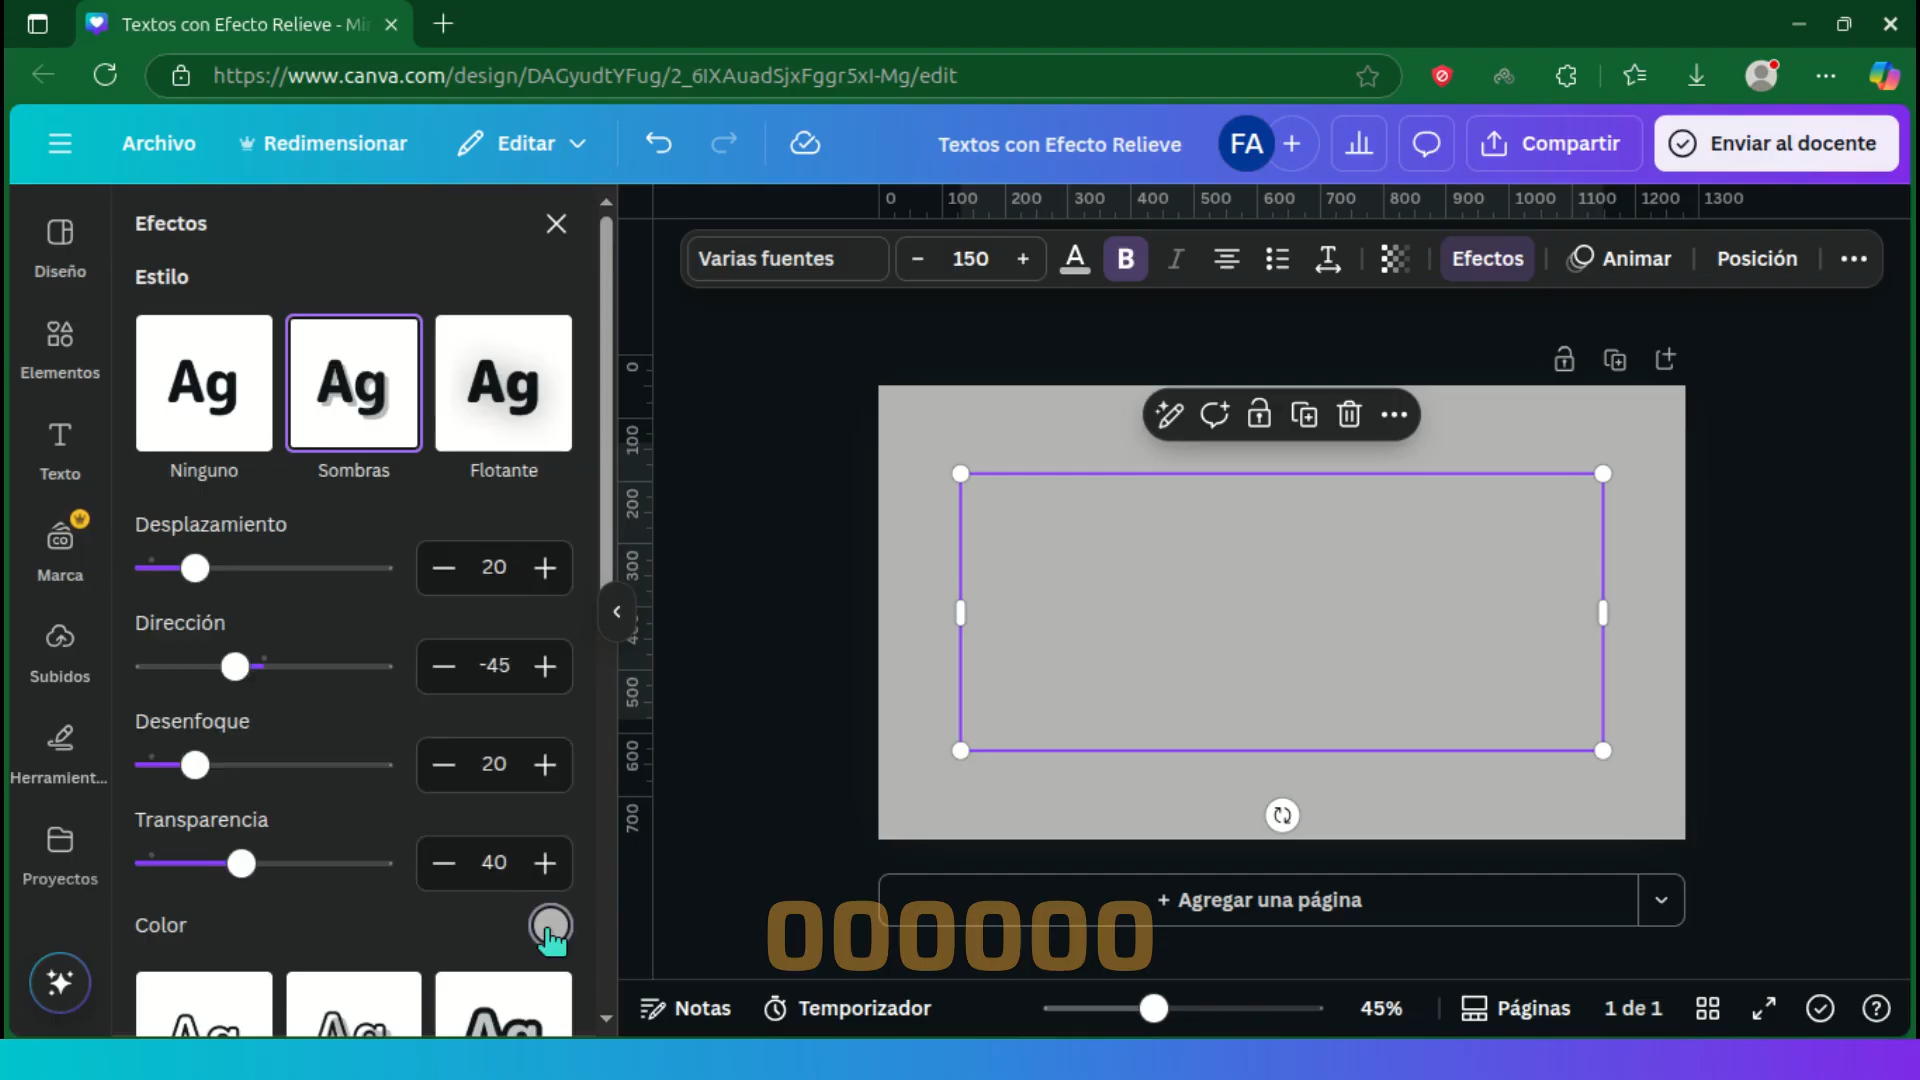 Textos con Efecto Relieve - Mi
https://www.canva.com/design/DAGyudtYFug/2_6IXAuadSjxFggr5xI-Mg/edit
Archivo
Redimensionar
Editar
Textos con Efecto Relieve
FA
Compartir
Enviar al docente
Diseño
Elementos
Texto
Marca
Subidos
Herramient...
Proyectos
Efectos
Estilo
Ag Ag Ag
Ninguno Sombras Flotante
Desplazamiento
20
Dirección
-45
Desenfoque
20
Transparencia
40
Color
Ag Ag Ag
0 100 200 300 400 500 600 700 800 900 1000 1100 1200 1300
Varias fuentes
- 150 +
A B I
Efectos
Animar
Posición
0
100
200
300
400
500
600
700
+ Agregar una página
000000
Notas
Temporizador
45%
Páginas
1 de 1